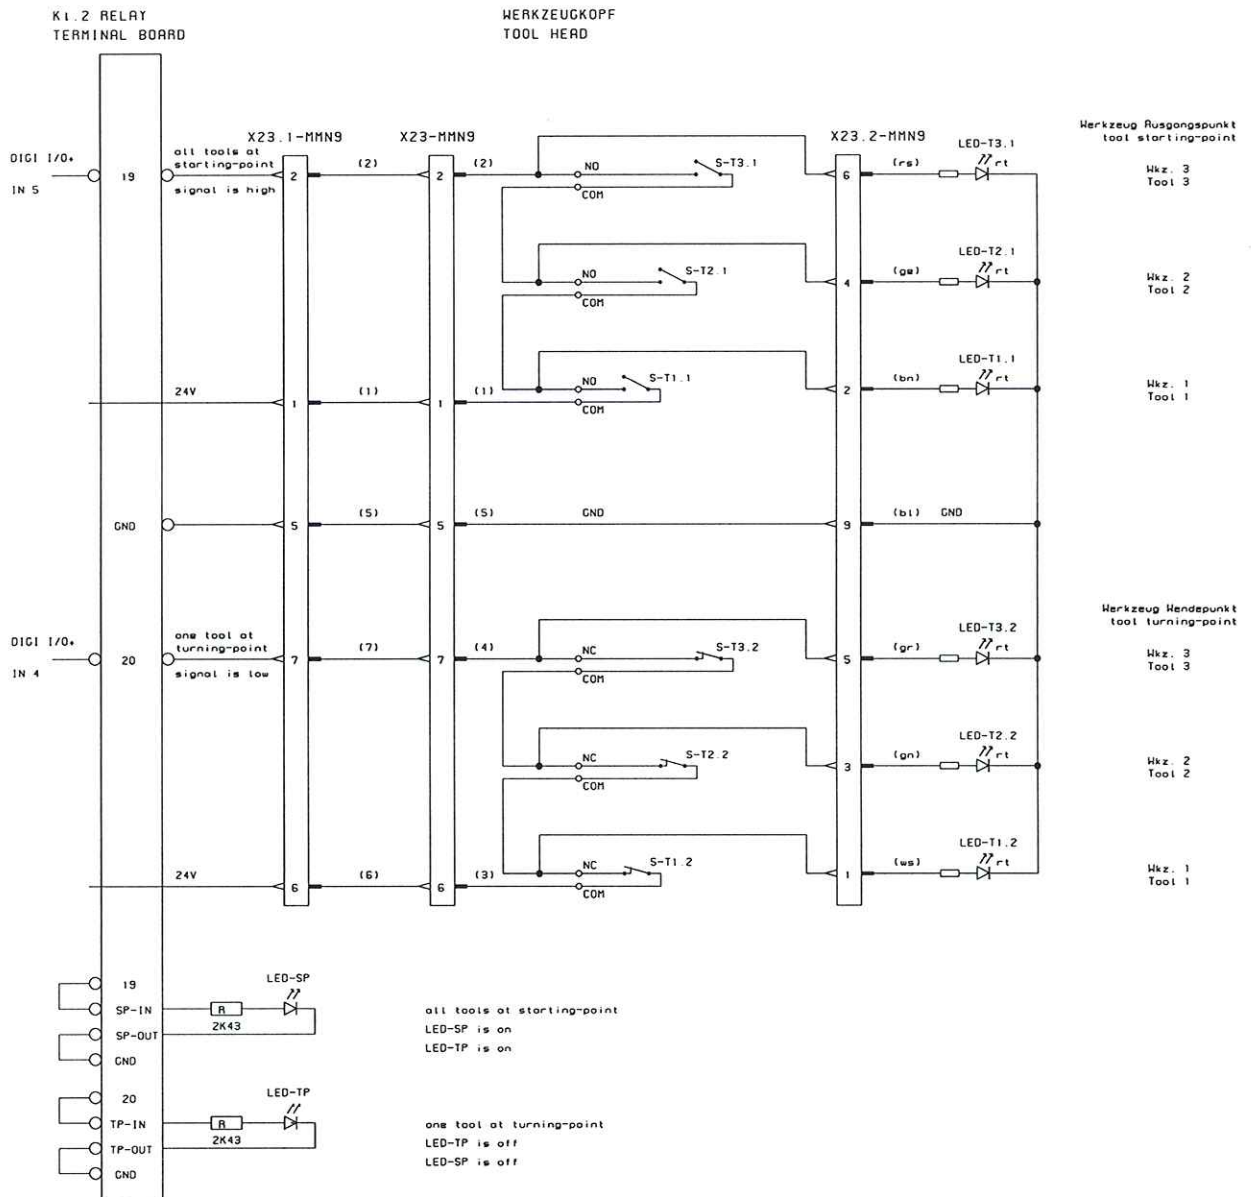 Kl.2 RELAY
TERMINAL BOARD
WERKZEUGKOPF
TOOL HEAD
X23.1-MMN9
X23-MMN9
X23.2-MMN9
Werkzeug Ausgangspunkt
tool starting-point
DIGI I/O.
IN 5
19
all tools at
starting-point
signal is high
2
(2)
2
(2)
NO
COM
S-T3.1
6
(rs)
LED-T3.1
rt
Wkz. 3
Tool 3
NO
COM
S-T2.1
4
(ge)
LED-T2.1
rt
Wkz. 2
Tool 2
24V
1
(1)
1
(1)
NO
COM
S-T1.1
2
(bn)
LED-T1.1
rt
Wkz. 1
Tool 1
GND
5
(5)
5
(5)
GND
9
(bl)
GND
Werkzeug Wendepunkt
tool turning-point
DIGI I/O.
IN 4
20
one tool at
turning-point
signal is low
7
(7)
7
(4)
NC
COM
S-T3.2
5
(gr)
LED-T3.2
rt
Wkz. 3
Tool 3
NC
COM
S-T2.2
3
(gn)
LED-T2.2
rt
Wkz. 2
Tool 2
24V
6
(6)
6
(3)
NC
COM
S-T1.2
1
(ws)
LED-T1.2
rt
Wkz. 1
Tool 1
19
SP-IN
SP-OUT
GND
R
2K43
LED-SP
all tools at starting-point
LED-SP is on
LED-TP is on
20
TP-IN
TP-OUT
GND
R
2K43
LED-TP
one tool at turning-point
LED-TP is off
LED-SP is off